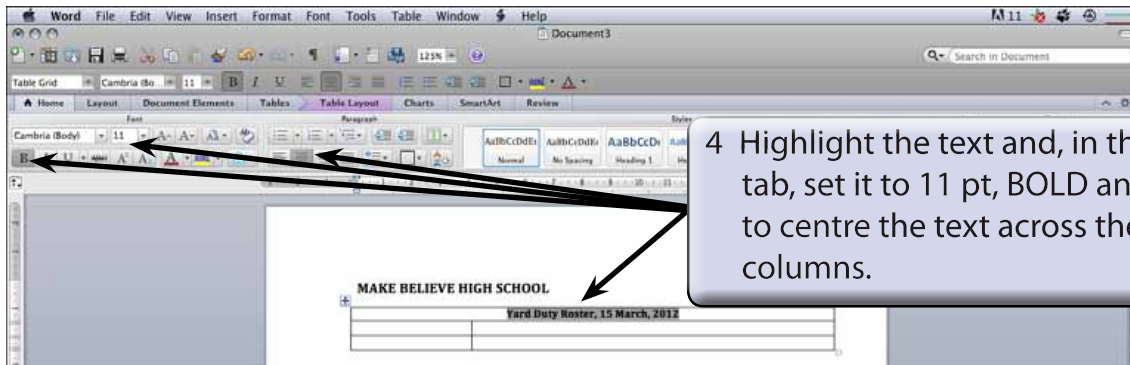 Word File Edit View Insert Format Font Tools Table Window Help
11
Document3
125%
Search in Document
Table Grid Cambria (Bo... 11 B I U
Home Layout Document Elements Tables Table Layout Charts SmartArt Review
Font Paragraph Styles
Cambria (Body) 11
AaBbCcDdEe AaBbCcDdEe AaBbCcDc
B I U
Normal No Spacing Heading 1
4 Highlight the text and, in th
tab, set it to 11 pt, BOLD an
to centre the text across the
columns.
MAKE BELIEVE HIGH SCHOOL
Yard Duty Roster, 15 March, 2012